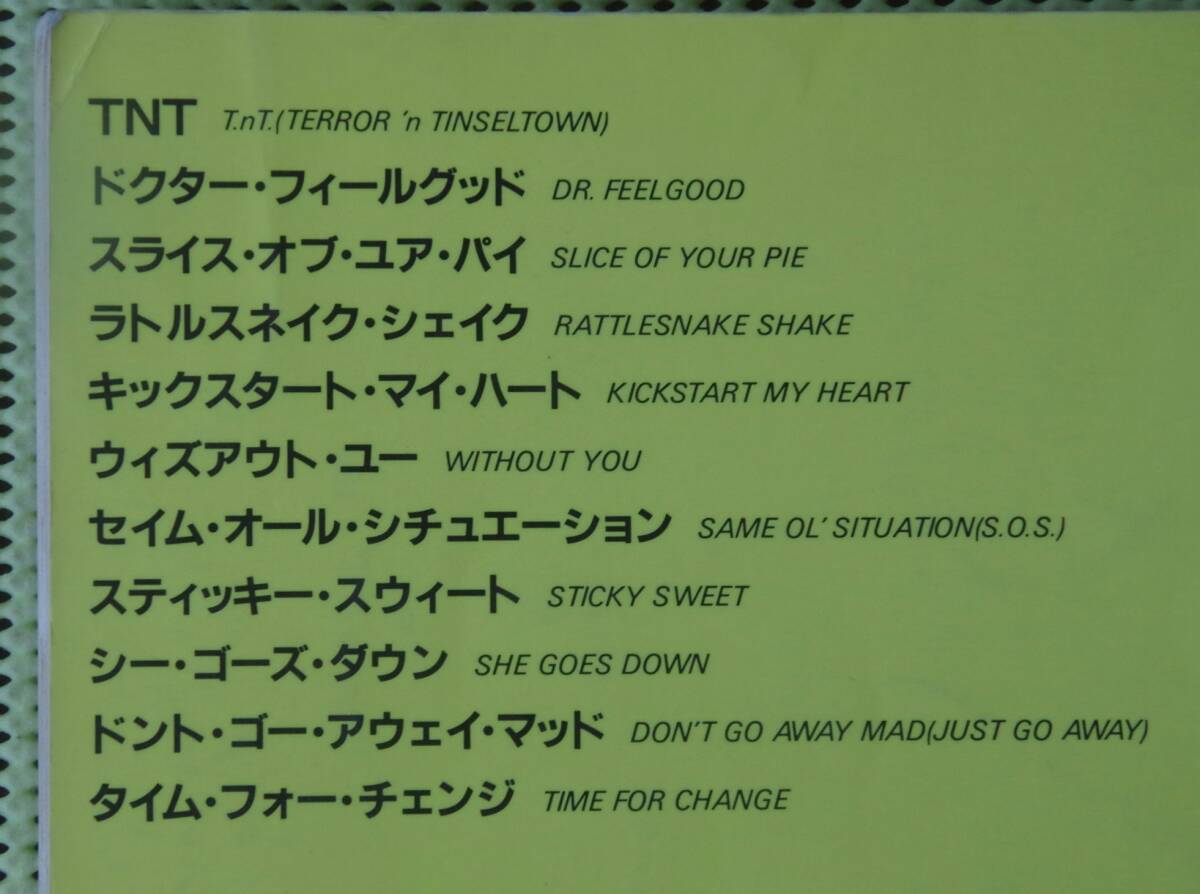 TNT T.nT.(TERROR 'n TINSELTOWN)
ドクター・フィールグッド DR. FEELGOOD
スライス・オブ・ユア・パイ SLICE OF YOUR PIE
ラトルスネイク・シェイク RATTLESNAKE SHAKE
キックスタート・マイ・ハート KICKSTART MY HEART
ウィズアウト・ユー WITHOUT YOU
セイム・オール・シチュエーション SAME OL' SITUATION(S.O.S.)
スティッキー・スウィート STICKY SWEET
シー・ゴーズ・ダウン SHE GOES DOWN
ドント・ゴー・アウェイ・マッド DON'T GO AWAY MAD(JUST GO AWAY)
タイム・フォー・チェンジ TIME FOR CHANGE